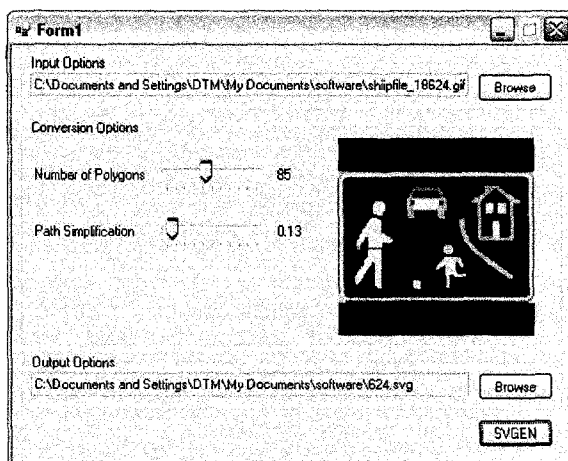 Form1
Input Options
C:\Documents and Settings\DTM\My Documents\software\shiipfile_18624.gif
Browse
Conversion Options
Number of Polygons 85
Path Simplification 0.13
Output Options
C:\Documents and Settings\DTM\My Documents\software\624.svg
Browse
SVGEN